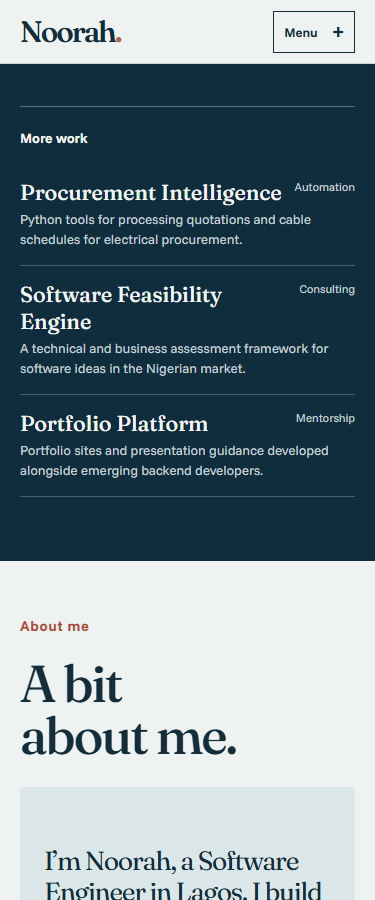 Noorah.
Menu +
More work
Procurement Intelligence
Automation
Python tools for processing quotations and cable
schedules for electrical procurement.
Software Feasibility
Engine
Consulting
A technical and business assessment framework for
software ideas in the Nigerian market.
Portfolio Platform
Mentorship
Portfolio sites and presentation guidance developed
alongside emerging backend developers.
About me
A bit
about me.
I’m Noorah, a Software
Engineer in Lagos. I build